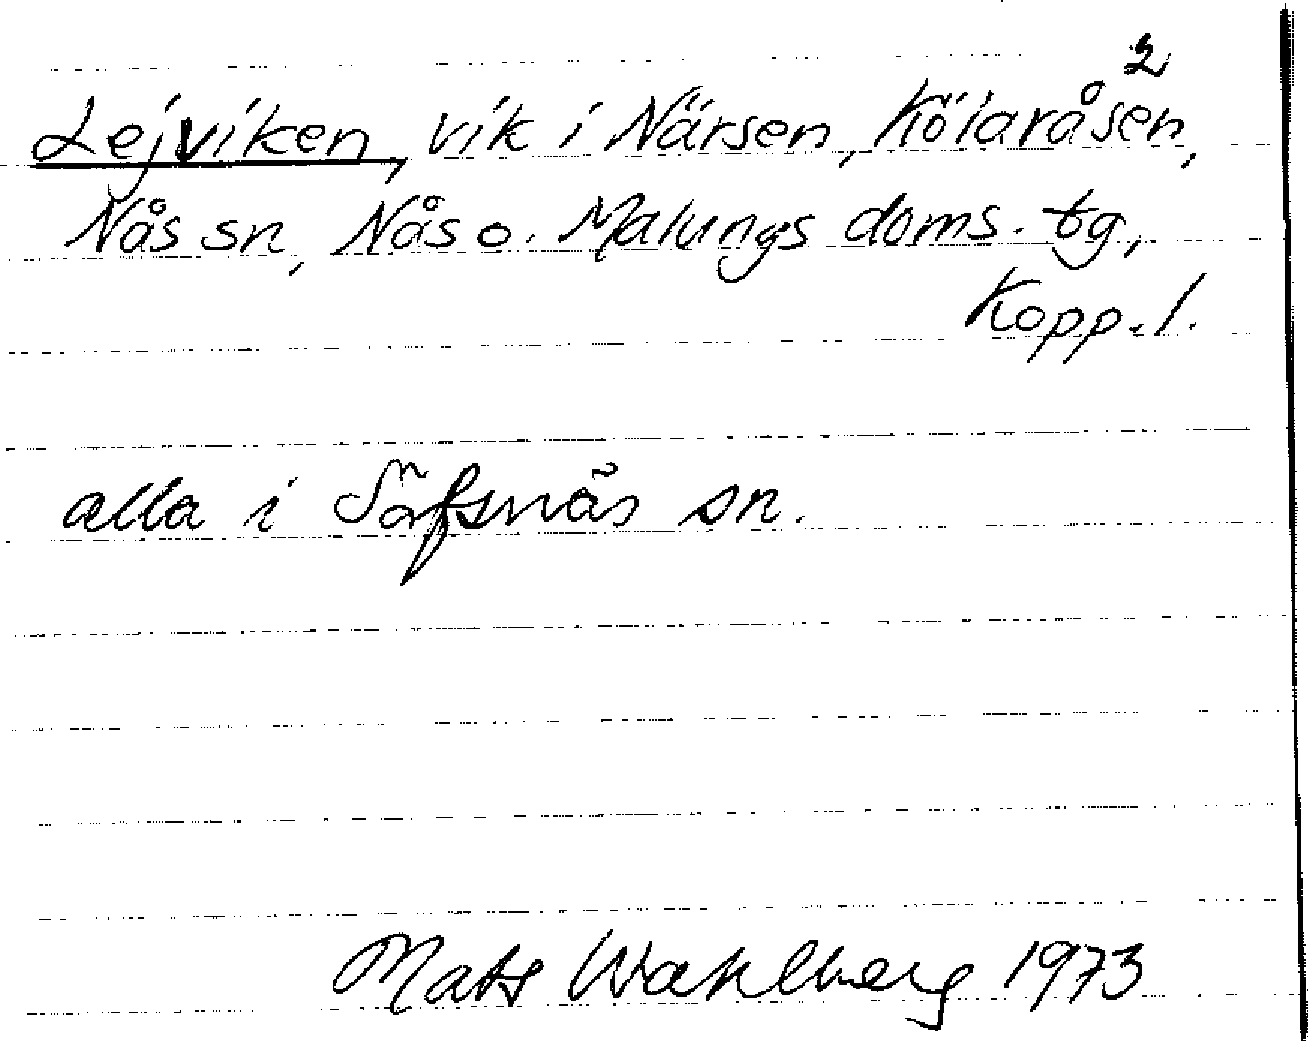 2
Lejviken, vik i Närsen, Kölaråsen,
Nås sn, Nås o. Malungs doms. tg,
Kopp. l.
alla i Säfsnäs sn.
Mats Wahlberg 1973